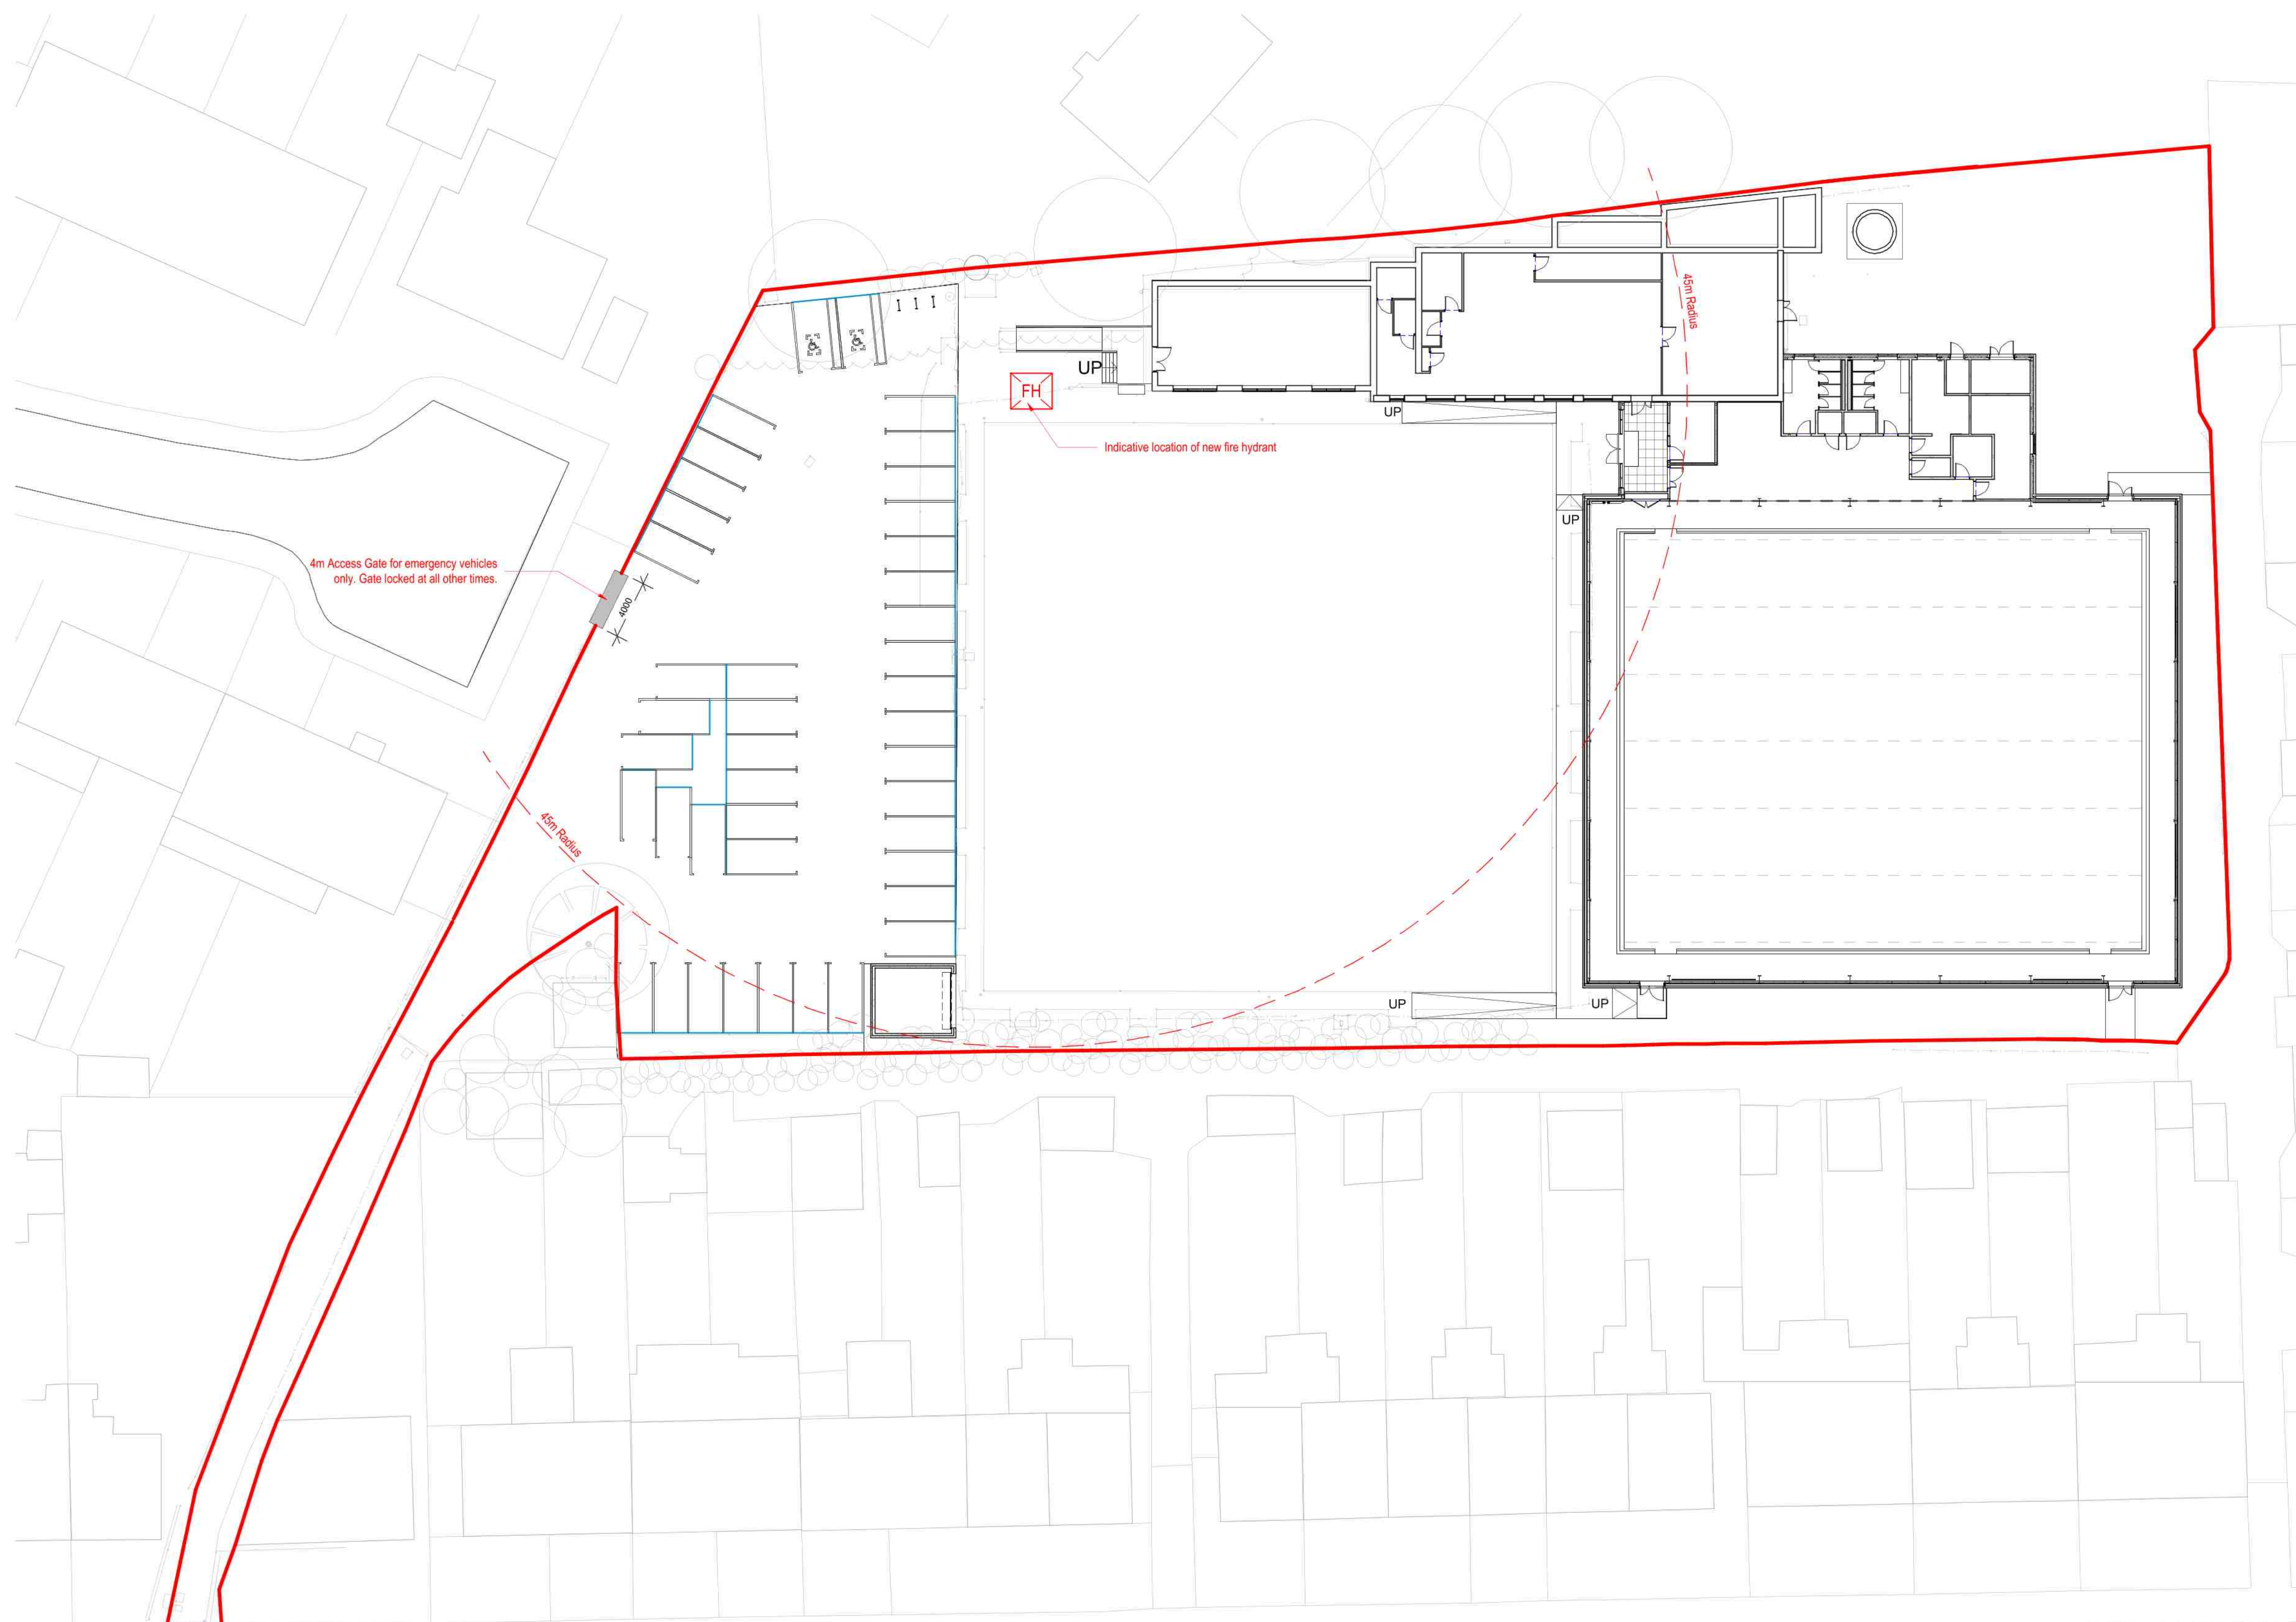 45m Radius
UP
FH
UP
Indicative location of new fire hydrant
UP
4m Access Gate for emergency vehicles
only. Gate locked at all other times.
4000
45m Radius
UP
UP